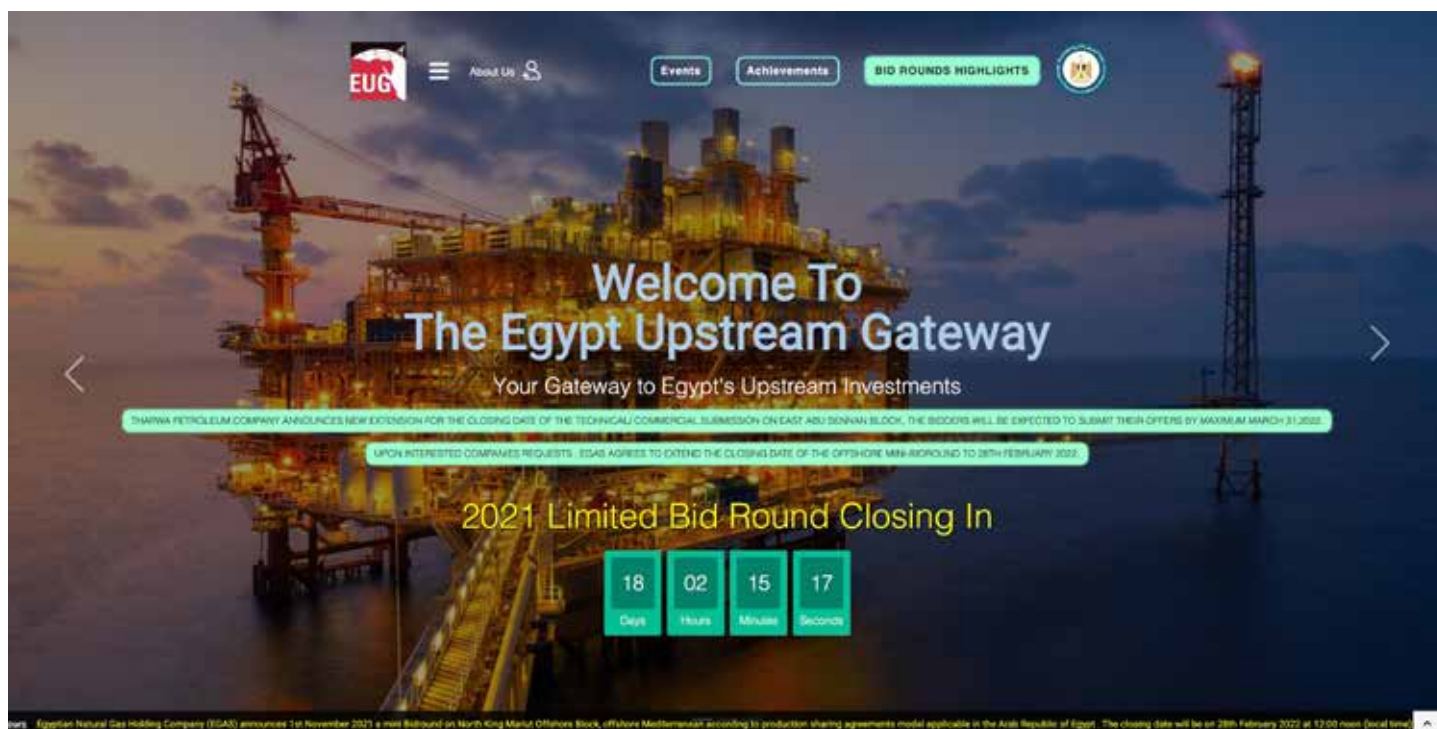 EUG
About Us
Events
Achievements
BID ROUNDS HIGHLIGHTS
Welcome To
The Egypt Upstream Gateway
Your Gateway to Egypt's Upstream Investments
THARWA PETROLEUM COMPANY ANNOUNCES NEW EXTENSION FOR THE CLOSING DATE OF THE TECHNICAL/ COMMERCIAL SUBMISSION ON EAST ABU SENNAN BLOCK, THE BIDDERS WILL BE EXPECTED TO SUBMIT THEIR OFFERS BY MAXIMUM MARCH 31,2022.
UPON INTERESTED COMPANIES REQUESTS : EGAS AGREES TO EXTEND THE CLOSING DATE OF THE OFFSHORE MINI-BIDROUND TO 28TH FEBRUARY 2022.
2021 Limited Bid Round Closing In
18 02 15 17
Days Hours Minutes Seconds
Egyptian Natural Gas Holding Company (EGAS) announces 1st November 2021 a mini Bidround on North King Mariut Offshore Block, offshore Mediterranean, according to production sharing agreements model applicable in the Arab Republic of Egypt . The closing date will be on 28th February 2022 at 12:00 noon (local time)